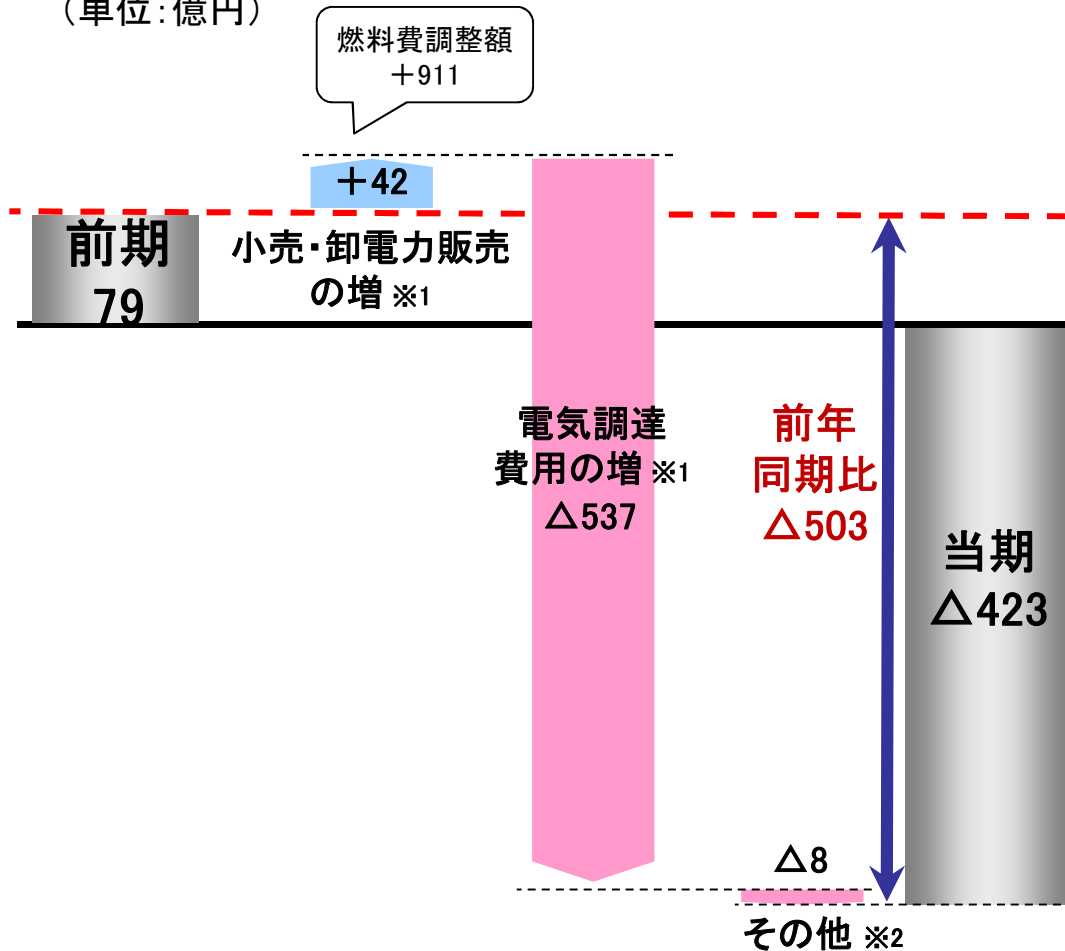 （単位：億円）
燃料費調整額
＋911
＋42
前期
79
小売・卸電力販売
の増 ※1
電気調達
費用の増 ※1
△537
前年
同期比
△503
当期
△423
△8
その他 ※2